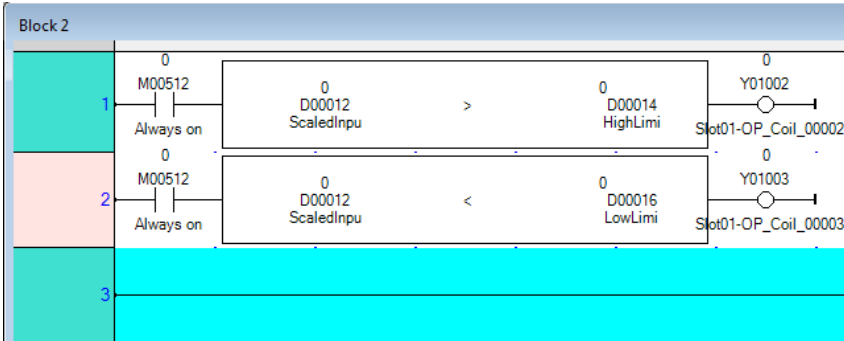 Block 2
0 0
M00512 0 0 Y01002
1 D00012 > D00014
Always on ScaledInpu HighLimi Slot01-OP_Coil_00002
0 0
M00512 0 0 Y01003
2 D00012 < D00016
Always on ScaledInpu LowLimi Slot01-OP_Coil_00003
3